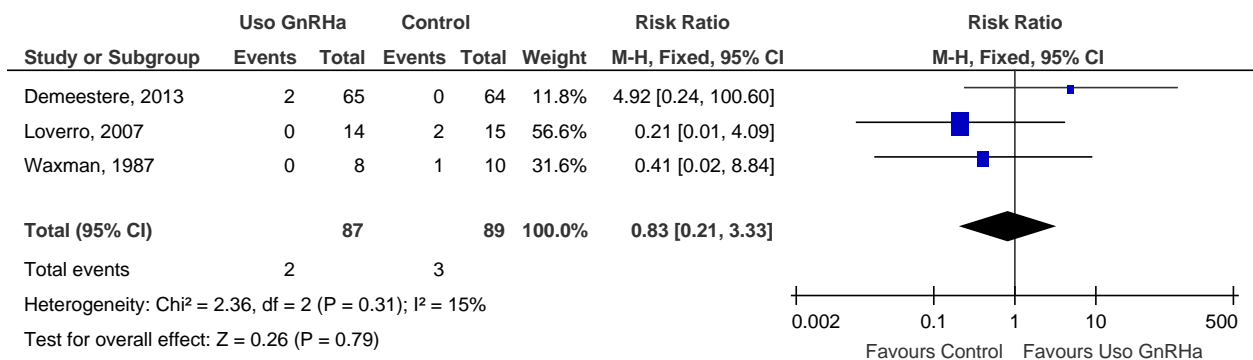 Uso GnRHa Control Risk Ratio Risk Ratio
Study or Subgroup Events Total Events Total Weight M-H, Fixed, 95% CI M-H, Fixed, 95% CI
Demeestere, 2013 2 65 0 64 11.8% 4.92 [0.24, 100.60]
Loverro, 2007 0 14 2 15 56.6% 0.21 [0.01, 4.09]
Waxman, 1987 0 8 1 10 31.6% 0.41 [0.02, 8.84]
Total (95% CI) 87 89 100.0% 0.83 [0.21, 3.33]
Total events 2 3
Heterogeneity: Chi² = 2.36, df = 2 (P = 0.31); I² = 15%
Test for overall effect: Z = 0.26 (P = 0.79)
0.002 0.1 1 10 500
Favours Control Favours Uso GnRHa